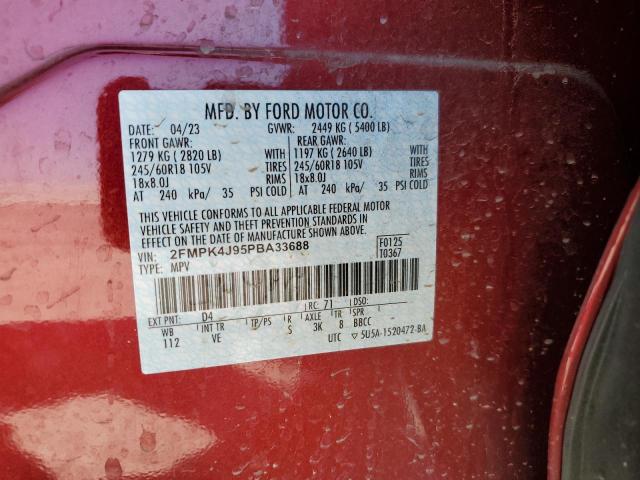 MFD. BY FORD MOTOR CO.
DATE: 04/23 GVWR: 2449 KG ( 5400 LB)
FRONT GAWR: REAR GAWR:
1279 KG ( 2820 LB) WITH 1197 KG ( 2640 LB) WITH
245/60R18 105V TIRES 245/60R18 105V TIRES
18x8.0J RIMS 18x8.0J RIMS
AT 240 kPa/ 35 PSI COLD AT 240 kPa/ 35 PSI COLD
THIS VEHICLE CONFORMS TO ALL APPLICABLE FEDERAL MOTOR
VEHICLE SAFETY AND THEFT PREVENTION STANDARDS IN
EFFECT ON THE DATE OF MANUFACTURE SHOWN ABOVE.
VIN: 2FMPK4J95PBA33688 F0125
TYPE: MPV T0367
EXT PNT: D4 RC: 71 DSO:
WB INT TR TP/PS R AXLE TR SPR
112 VE S 3K 8 BBCC
UTC 5U5A-1520472-BA